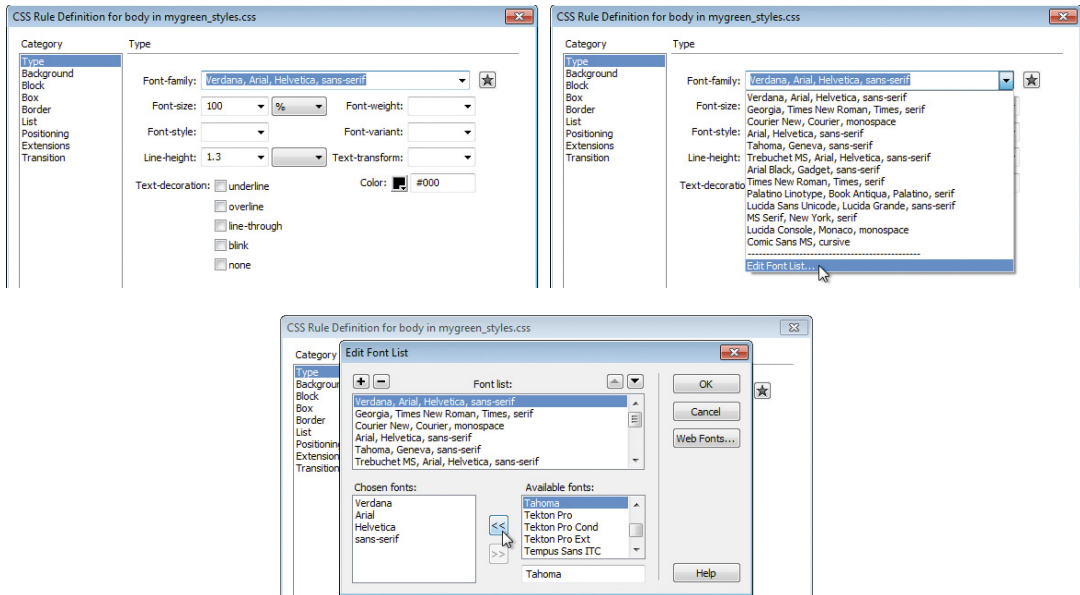 CSS Rule Definition for body in mygreen_styles.css
Category
Type
Type
Background
Block
Box
Border
List
Positioning
Extensions
Transition
Font-family: Verdana, Arial, Helvetica, sans-serif
Font-size: 100 % Font-weight:
Font-style: Font-variant:
Line-height: 1.3 Text-transform:
Text-decoration: underline Color: #000
overline
line-through
blink
none
CSS Rule Definition for body in mygreen_styles.css
Category
Type
Type
Background
Block
Box
Border
List
Positioning
Extensions
Transition
Font-family: Verdana, Arial, Helvetica, sans-serif
Font-size:
Font-style:
Line-height:
Text-decoratio
Verdana, Arial, Helvetica, sans-serif
Georgia, Times New Roman, Times, serif
Courier New, Courier, monospace
Arial, Helvetica, sans-serif
Tahoma, Geneva, sans-serif
Trebuchet MS, Arial, Helvetica, sans-serif
Arial Black, Gadget, sans-serif
Times New Roman, Times, serif
Palatino Linotype, Book Antiqua, Palatino, serif
Lucida Sans Unicode, Lucida Grande, sans-serif
MS Serif, New York, serif
Lucida Console, Monaco, monospace
Comic Sans MS, cursive
----------------------------------------------
Edit Font List...
CSS Rule Definition for body in mygreen_styles.css
Category
Type
Backgroun
Block
Box
Border
List
Positionin
Extension
Transition
Edit Font List
Font list:
Verdana, Arial, Helvetica, sans-serif
Georgia, Times New Roman, Times, serif
Courier New, Courier, monospace
Arial, Helvetica, sans-serif
Tahoma, Geneva, sans-serif
Trebuchet MS, Arial, Helvetica, sans-serif
OK
Cancel
Web Fonts...
Chosen fonts:
Verdana
Arial
Helvetica
sans-serif
<<
>>
Available fonts:
Tahoma
Tekton Pro
Tekton Pro Cond
Tekton Pro Ext
Tempus Sans ITC
Tahoma
Help